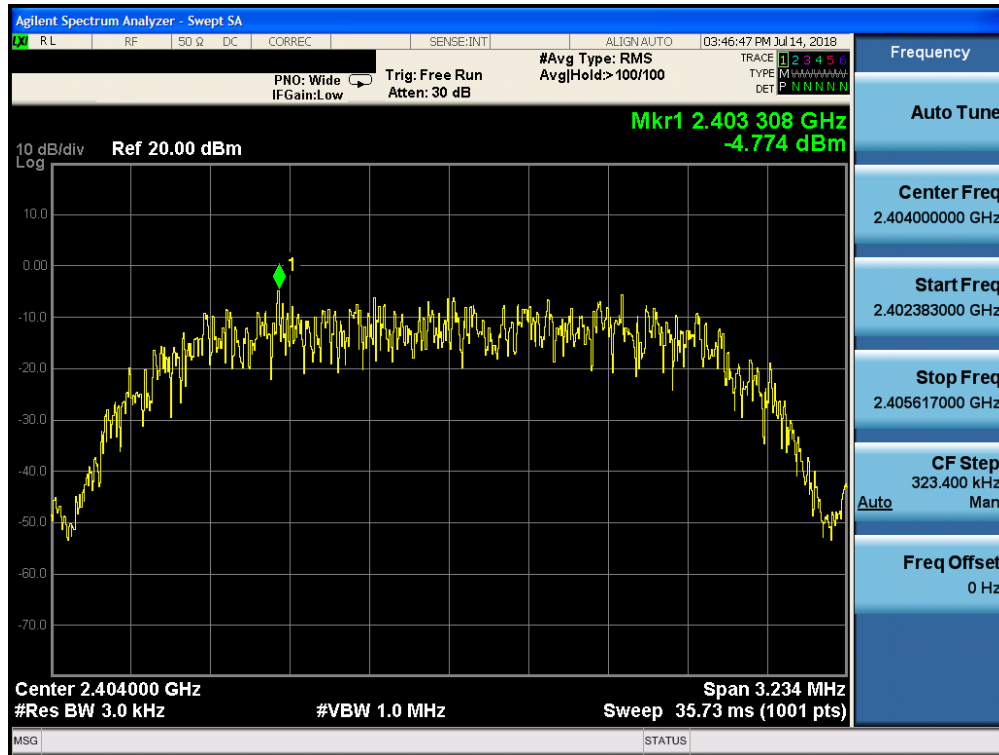 Agilent Spectrum Analyzer - Swept SA
LXI RL RF 50 Ω DC CORREC SENSE:INT ALIGN AUTO 03:46:47 PM Jul 14, 2018
PNO: Wide
IFGain:Low
Trig: Free Run
Atten: 30 dB
#Avg Type: RMS
Avg|Hold:>100/100
TRACE 1 2 3 4 5 6
TYPE M
DET P N N N N N
Mkr1 2.403 308 GHz
-4.774 dBm
10 dB/div Ref 20.00 dBm
Log
10.0
0.00
-10.0
-20.0
-30.0
-40.0
-50.0
-60.0
-70.0
1
Center 2.404000 GHz Span 3.234 MHz
#Res BW 3.0 kHz #VBW 1.0 MHz Sweep 35.73 ms (1001 pts)
MSG STATUS
Frequency
Auto Tune
Center Freq
2.404000000 GHz
Start Freq
2.402383000 GHz
Stop Freq
2.405617000 GHz
CF Step
323.400 kHz
Auto Man
Freq Offset
0 Hz